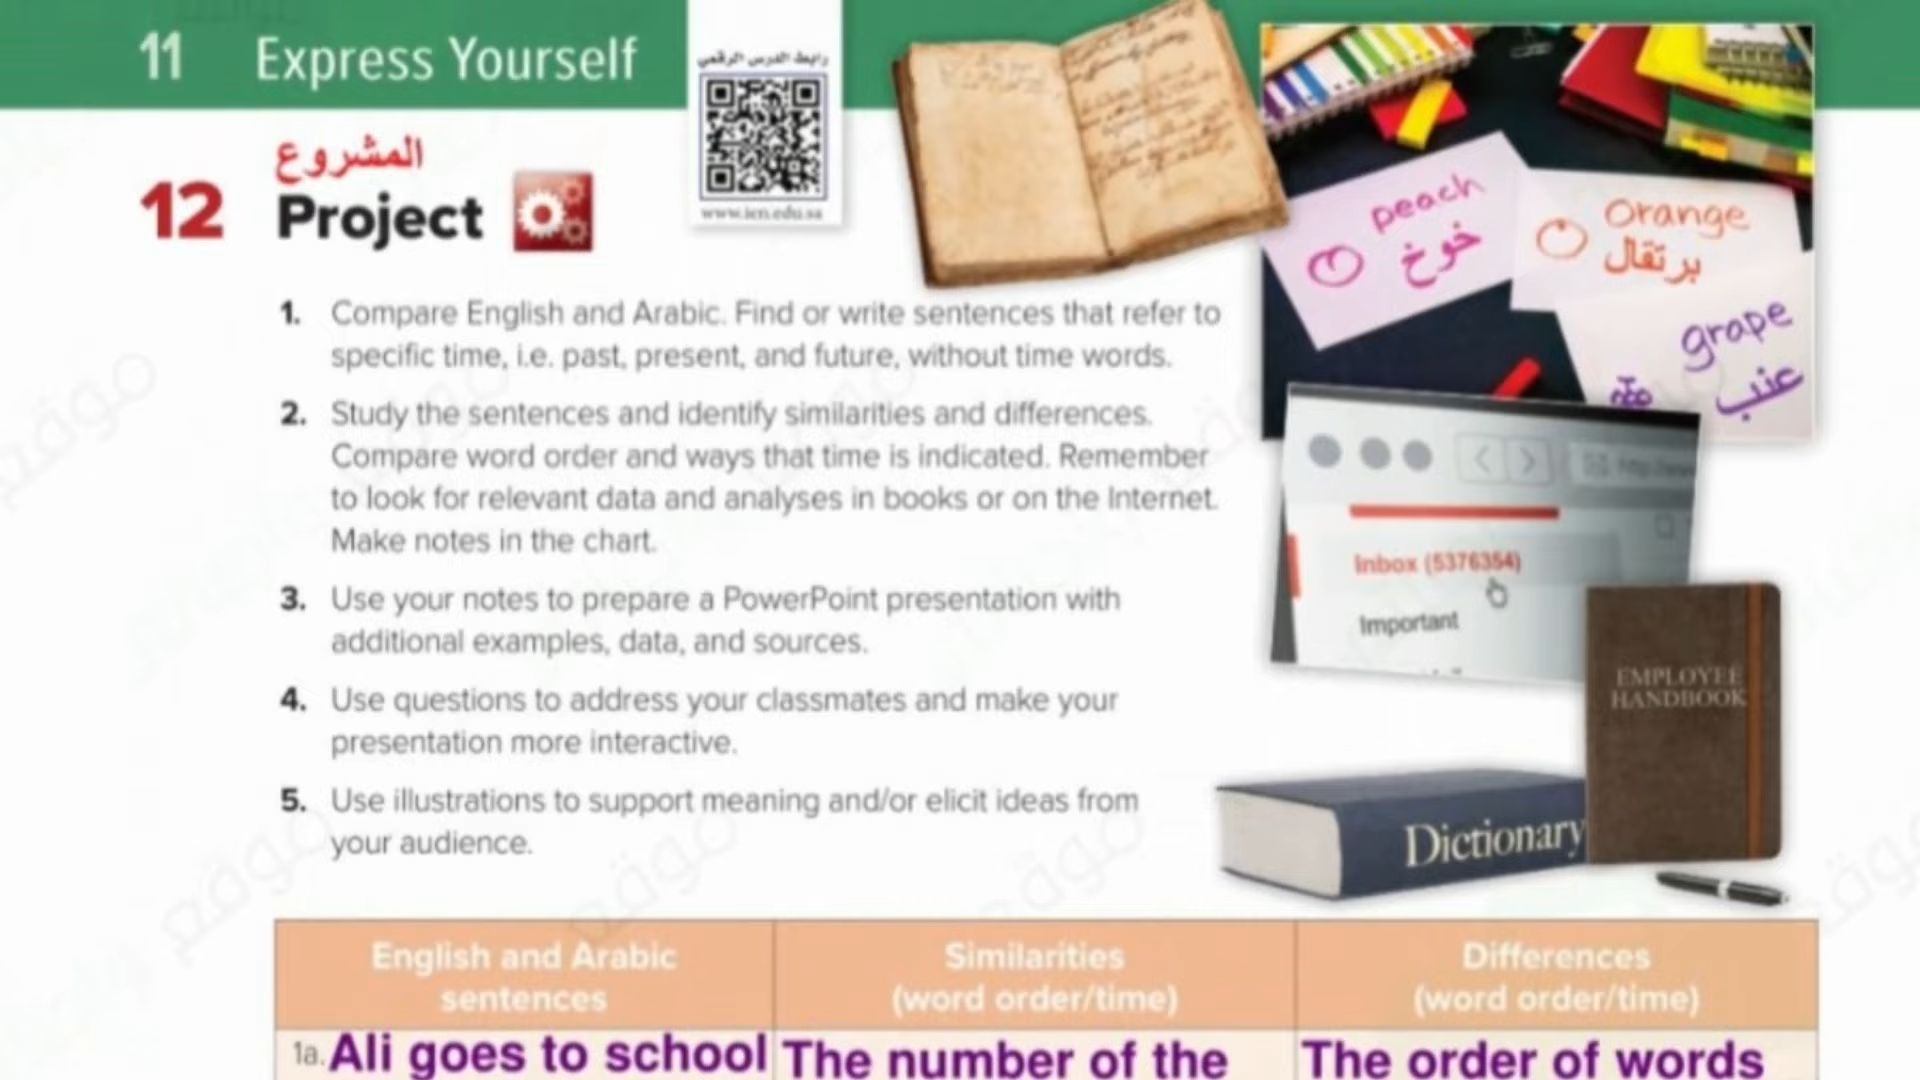 11 Express Yourself
رابط الدرس الرقمي
www.ien.edu.sa
المشروع
12 Project
1. Compare English and Arabic. Find or write sentences that refer to
specific time, i.e. past, present, and future, without time words.
2. Study the sentences and identify similarities and differences.
Compare word order and ways that time is indicated. Remember
to look for relevant data and analyses in books or on the Internet.
Make notes in the chart.
3. Use your notes to prepare a PowerPoint presentation with
additional examples, data, and sources.
4. Use questions to address your classmates and make your
presentation more interactive.
5. Use illustrations to support meaning and/or elicit ideas from
your audience.
peach
خوخ
Orange
برتقال
grape
عنب
Inbox (5376354)
Important
EMPLOYEE
HANDBOOK
Dictionary
English and Arabic
sentences
Similarities
(word order/time)
Differences
(word order/time)
1a. Ali goes to school
The number of the
The order of words